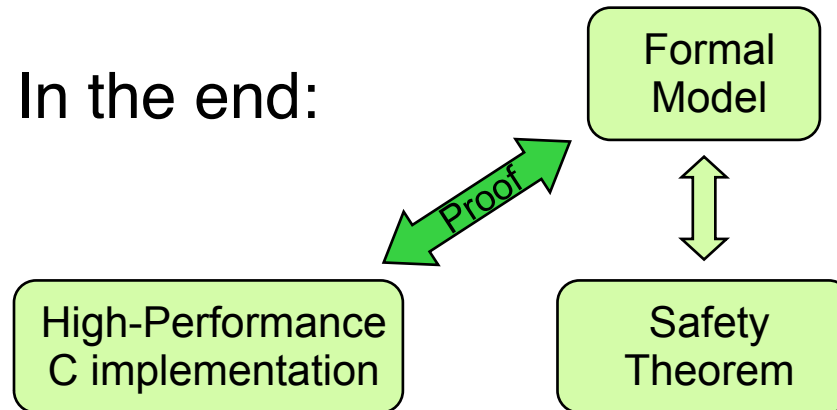 In the end:
Formal
Model
Proof
High-Performance
C implementation
Safety
Theorem